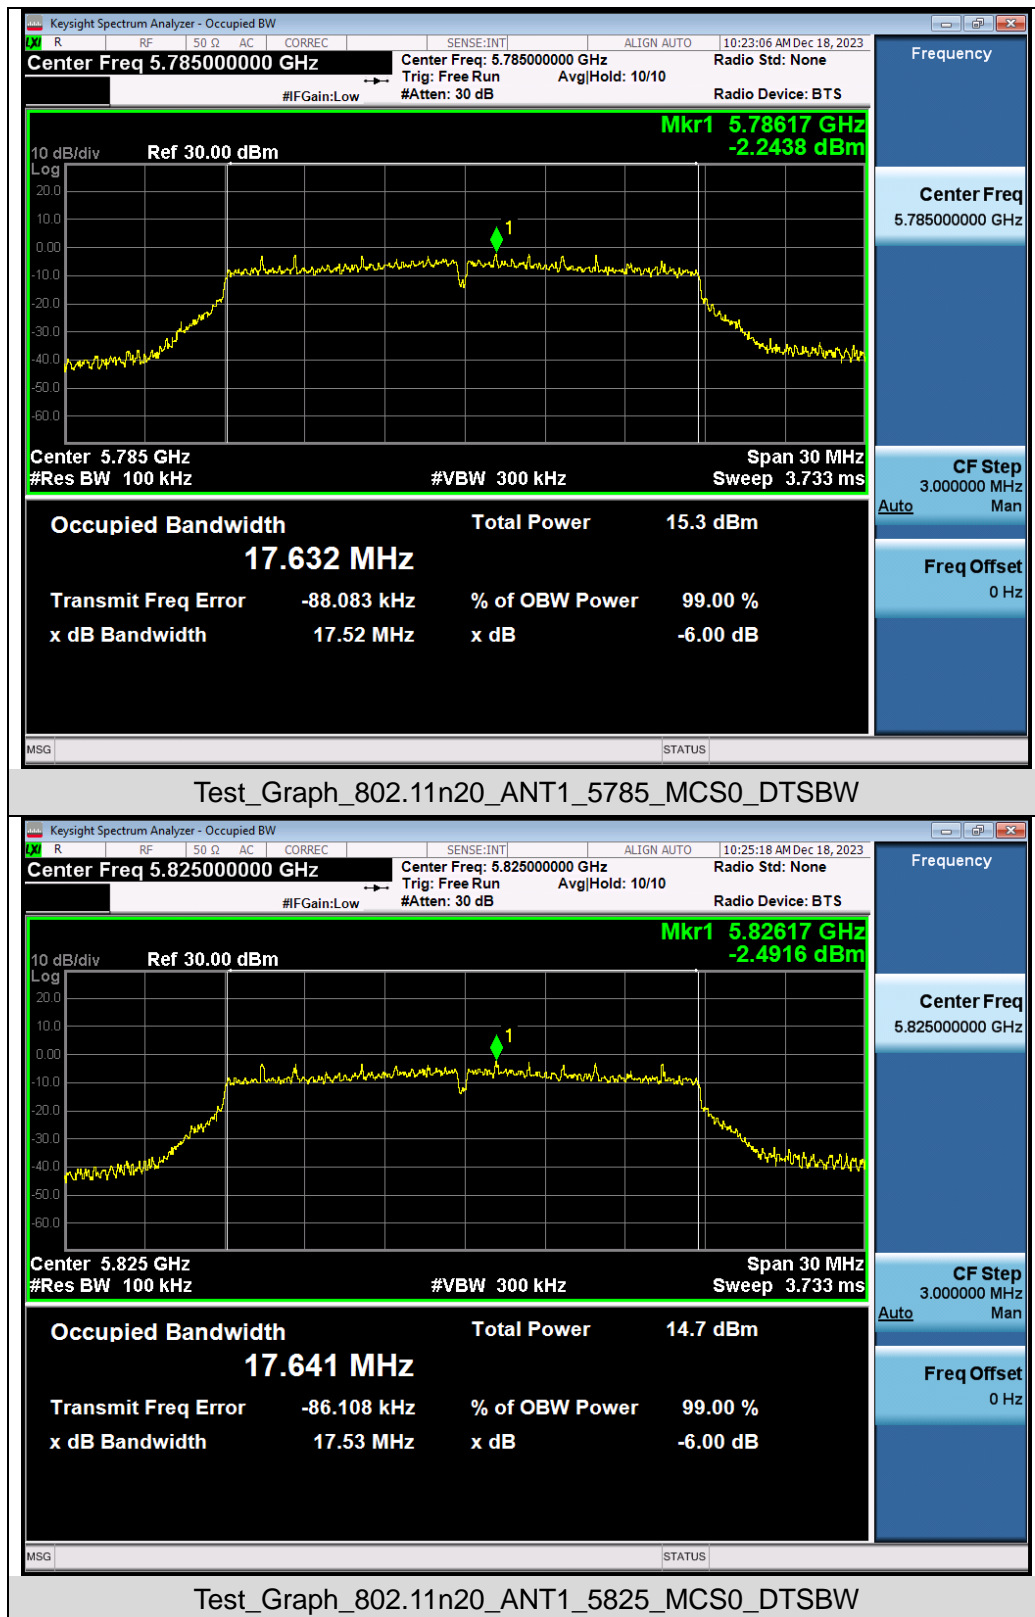 Keysight Spectrum Analyzer - Occupied BW
LXI R RF 50 Ω AC CORREC SENSE:INT ALIGN AUTO 10:23:06 AM Dec 18, 2023
Center Freq 5.785000000 GHz
Center Freq: 5.785000000 GHz Radio Std: None
Trig: Free Run Avg|Hold: 10/10
#IFGain:Low #Atten: 30 dB Radio Device: BTS
Frequency
Mkr1 5.78617 GHz
-2.2438 dBm
10 dB/div Ref 30.00 dBm
Log
20.0
10.0
0.00
-10.0
-20.0
-30.0
-40.0
-50.0
-60.0
1
Center 5.785 GHz Span 30 MHz
#Res BW 100 kHz #VBW 300 kHz Sweep 3.733 ms
Center Freq
5.785000000 GHz
CF Step
3.000000 MHz
Auto Man
Freq Offset
0 Hz
Occupied Bandwidth Total Power 15.3 dBm
17.632 MHz
Transmit Freq Error -88.083 kHz % of OBW Power 99.00 %
x dB Bandwidth 17.52 MHz x dB -6.00 dB
MSG STATUS
Test_Graph_802.11n20_ANT1_5785_MCS0_DTSBW
Keysight Spectrum Analyzer - Occupied BW
LXI R RF 50 Ω AC CORREC SENSE:INT ALIGN AUTO 10:25:18 AM Dec 18, 2023
Center Freq 5.825000000 GHz
Center Freq: 5.825000000 GHz Radio Std: None
Trig: Free Run Avg|Hold: 10/10
#IFGain:Low #Atten: 30 dB Radio Device: BTS
Frequency
Mkr1 5.82617 GHz
-2.4916 dBm
10 dB/div Ref 30.00 dBm
Log
20.0
10.0
0.00
-10.0
-20.0
-30.0
-40.0
-50.0
-60.0
1
Center 5.825 GHz Span 30 MHz
#Res BW 100 kHz #VBW 300 kHz Sweep 3.733 ms
Center Freq
5.825000000 GHz
CF Step
3.000000 MHz
Auto Man
Freq Offset
0 Hz
Occupied Bandwidth Total Power 14.7 dBm
17.641 MHz
Transmit Freq Error -86.108 kHz % of OBW Power 99.00 %
x dB Bandwidth 17.53 MHz x dB -6.00 dB
MSG STATUS
Test_Graph_802.11n20_ANT1_5825_MCS0_DTSBW